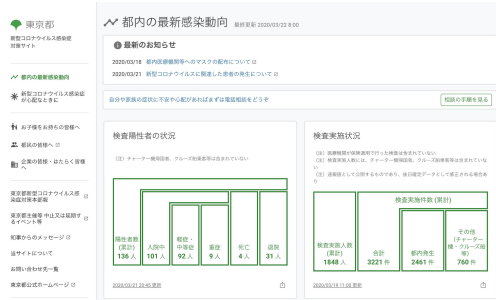 東京都
新型コロナウイルス感染症
対策サイト
都内の最新感染動向
新型コロナウイルス感染症
が心配なときに
お子様をお持ちの皆様へ
都民の皆様へ
企業の皆様・はたらく皆様
へ
東京都新型コロナウイルス感
染症対策本部報
東京都主催等 中止又は延期す
るイベント等
知事からのメッセージ
当サイトについて
お問い合わせ先一覧
東京都公式ホームページ
都内の最新感染動向 最終更新 2020/03/22 8:00
最新のお知らせ
2020/03/18 都内医療機関等へのマスクの配布について
2020/03/21 新型コロナウイルスに関連した患者の発生について
自分や家族の症状に不安や心配があればまずは電話相談をどうぞ
相談の手順を見る
検査陽性者の状況
（注）チャーター機帰国者、クルーズ船乗客等は含まれていない
陽性者数
(累計)
136 人
入院中
101 人
軽症・
中等症
92 人
重症
9 人
死亡
4 人
退院
31 人
2020/03/21 20:45 更新
検査実施状況
（注）医療機関が保険適用で行った検査は含まれていない
（注）検査実施人数には、チャーター機帰国者、クルーズ船乗客等は含まれていな
い
（注）速報値として公開するものであり、後日確定データとして修正される場合あ
り
検査実施人数
(累計)
1848 人
検査実施件数 (累計)
合計
3221 件
都内発生
2461 件
その他
(チャーター
機・クルーズ船
等)
760 件
2020/03/19 11:00 更新